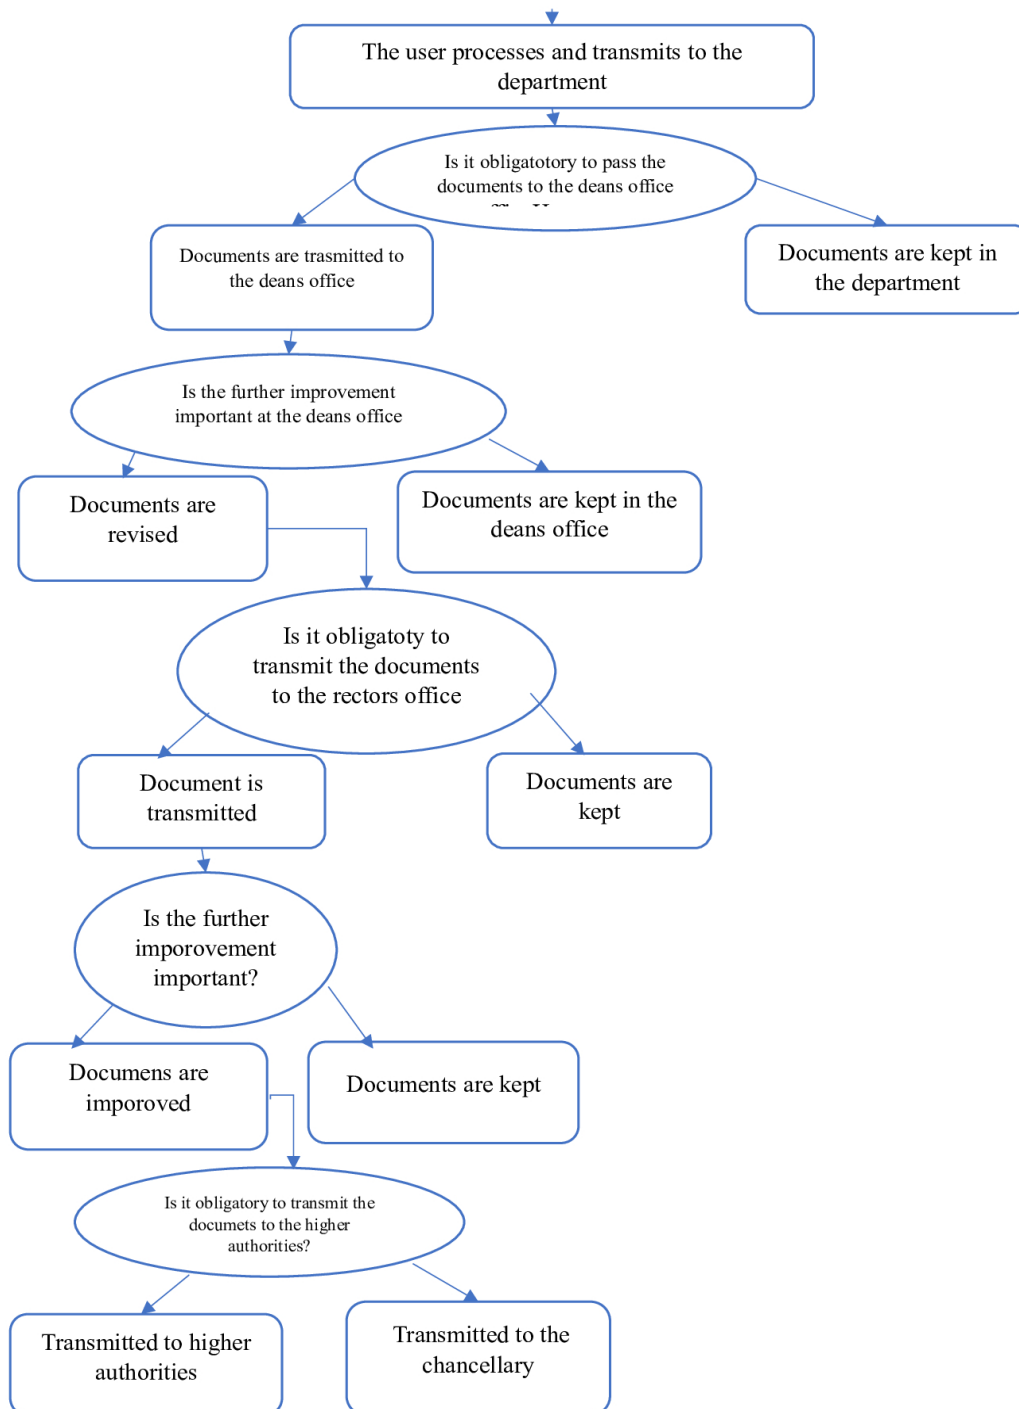 The user processes and transmits to the
department
Is it obligatotory to pass the
documents to the deans office
Documents are trasmitted to
the deans office
Documents are kept in
the department
Is the further improvement
important at the deans office
Documents are
revised
Documents are kept in the
deans office
Is it obligatoty to
transmit the documents
to the rectors office
Document is
transmitted
Documents are
kept
Is the further
imporovement
important?
Documens are
imporoved
Documents are kept
Is it obligatory to transmit the
documets to the higher
authorities?
Transmitted to higher
authorities
Transmitted to the
chancellary